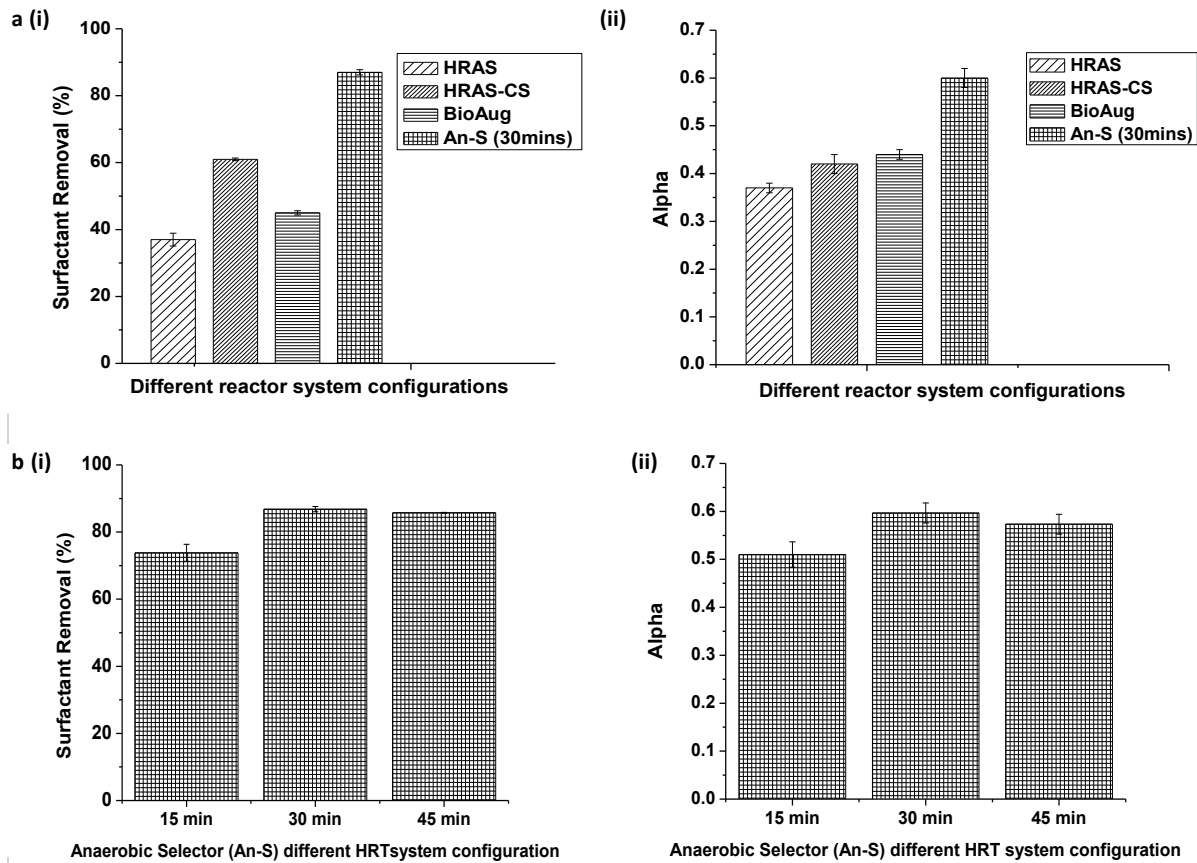 a (i)
100
80
60
40
20
0
Surfactant Removal (%)
HRAS
HRAS-CS
BioAug
An-S (30mins)
Different reactor system configurations
(ii)
0.7
0.6
0.5
0.4
0.3
0.2
0.1
0.0
Alpha
HRAS
HRAS-CS
BioAug
An-S (30mins)
Different reactor system configurations
b (i)
100
80
60
40
20
0
Surfactant Removal (%)
15 min 30 min 45 min
Anaerobic Selector (An-S) different HRTsystem configuration
(ii)
0.7
0.6
0.5
0.4
0.3
0.2
0.1
0.0
Alpha
15 min 30 min 45 min
Anaerobic Selector (An-S) different HRT system configuration